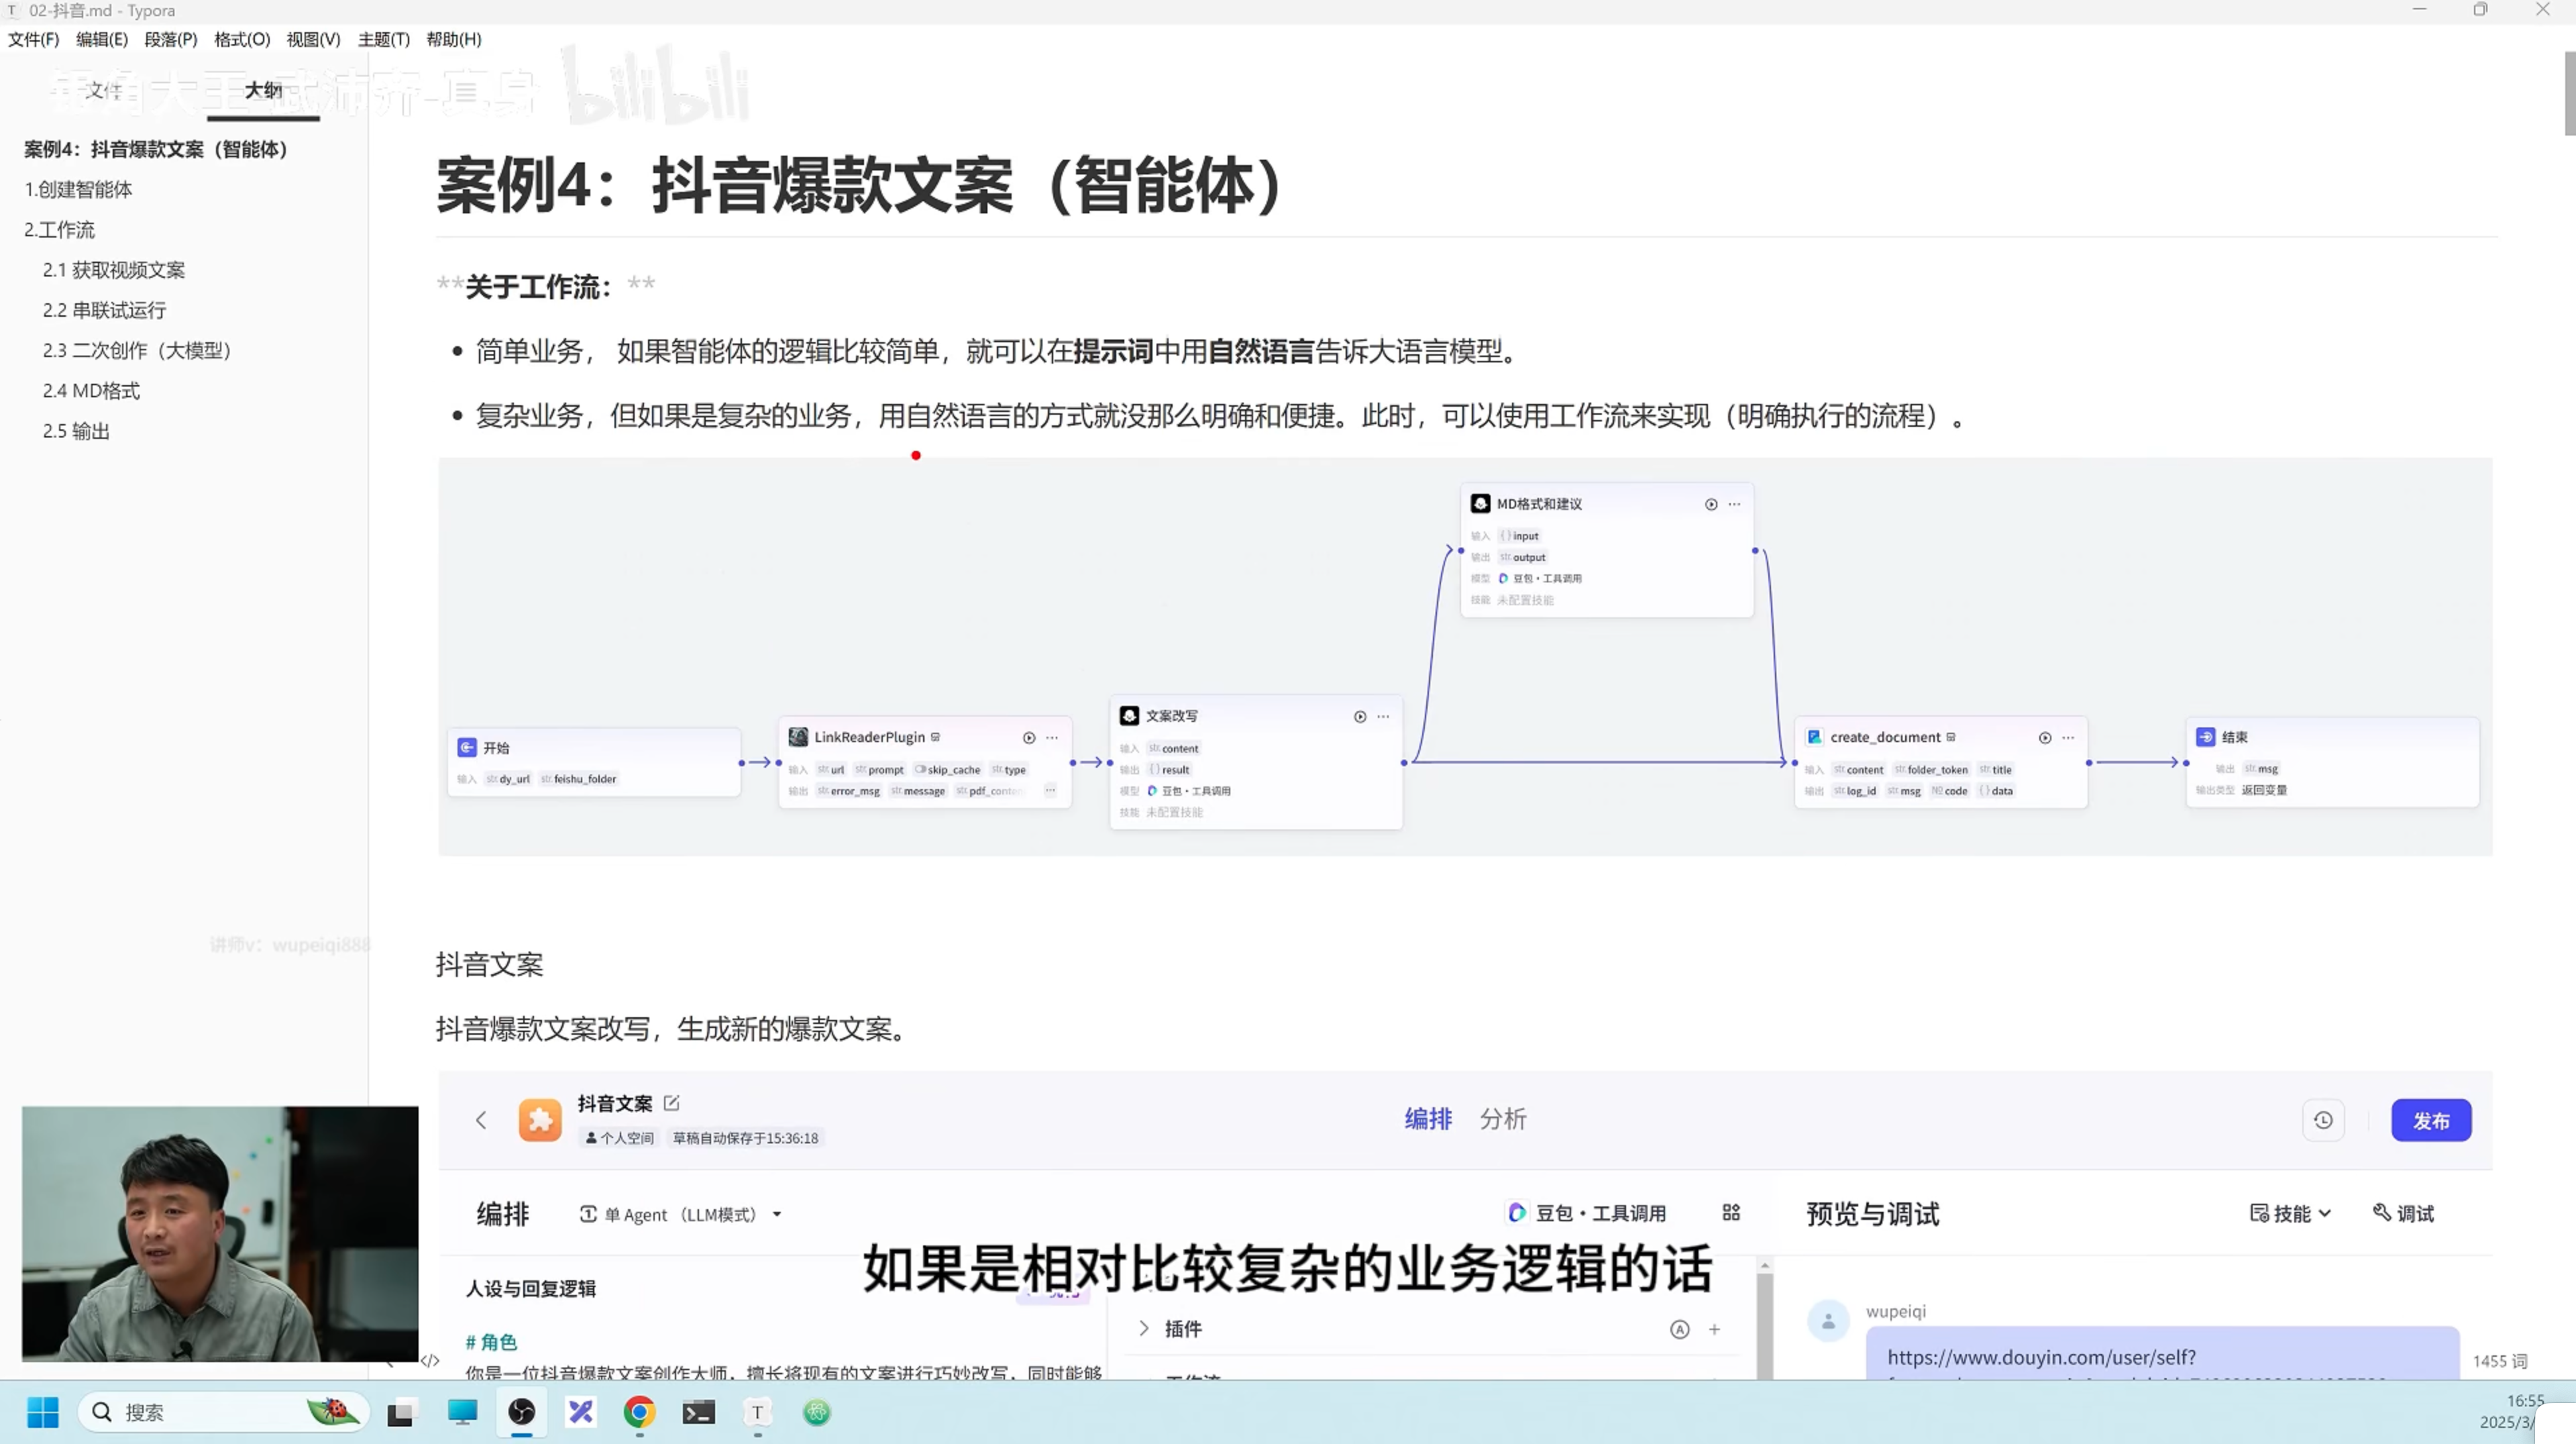 02-抖音.md - Typora
文件(F) 编辑(E) 段落(P) 格式(O) 视图(V) 主题(T) 帮助(H)
bilibili
文件 大纲
案例4：抖音爆款文案（智能体）
1.创建智能体
2.工作流
2.1 获取视频文案
2.2 串联试运行
2.3 二次创作（大模型）
2.4 MD格式
2.5 输出
讲师v：wupeiqi888
案例4：抖音爆款文案（智能体）
**关于工作流：**
简单业务， 如果智能体的逻辑比较简单，就可以在提示词中用自然语言告诉大语言模型。
复杂业务，但如果是复杂的业务，用自然语言的方式就没那么明确和便捷。此时，可以使用工作流来实现（明确执行的流程）。
MD格式和建议
输入 {} input
输出 str. output
模型 豆包·工具调用
技能 未配置技能
开始
输入 str. dy_url str. feishu_folder
LinkReaderPlugin
输入 str. url str. prompt skip_cache str. type
输出 str. error_msg str. message str. pdf_conten ...
文案改写
输入 str. content
输出 {} result
模型 豆包·工具调用
技能 未配置技能
create_document
输入 str. content str. folder_token str. title
输出 str. log_id str. msg No code {} data
结束
输出 str. msg
输出类型 返回变量
抖音文案
抖音爆款文案改写，生成新的爆款文案。
抖音文案
个人空间 草稿自动保存于15:36:18
编排 分析
发布
编排 单 Agent （LLM模式） 豆包·工具调用
预览与调试 技能 调试
人设与回复逻辑
# 角色
你是一位抖音爆款文案创作大师，擅长将现有的文案进行巧妙改写，同时能够
插件
工作流
wupeiqi
https://www.douyin.com/user/self?
1455 词
如果是相对比较复杂的业务逻辑的话
搜索
16:55
2025/3/